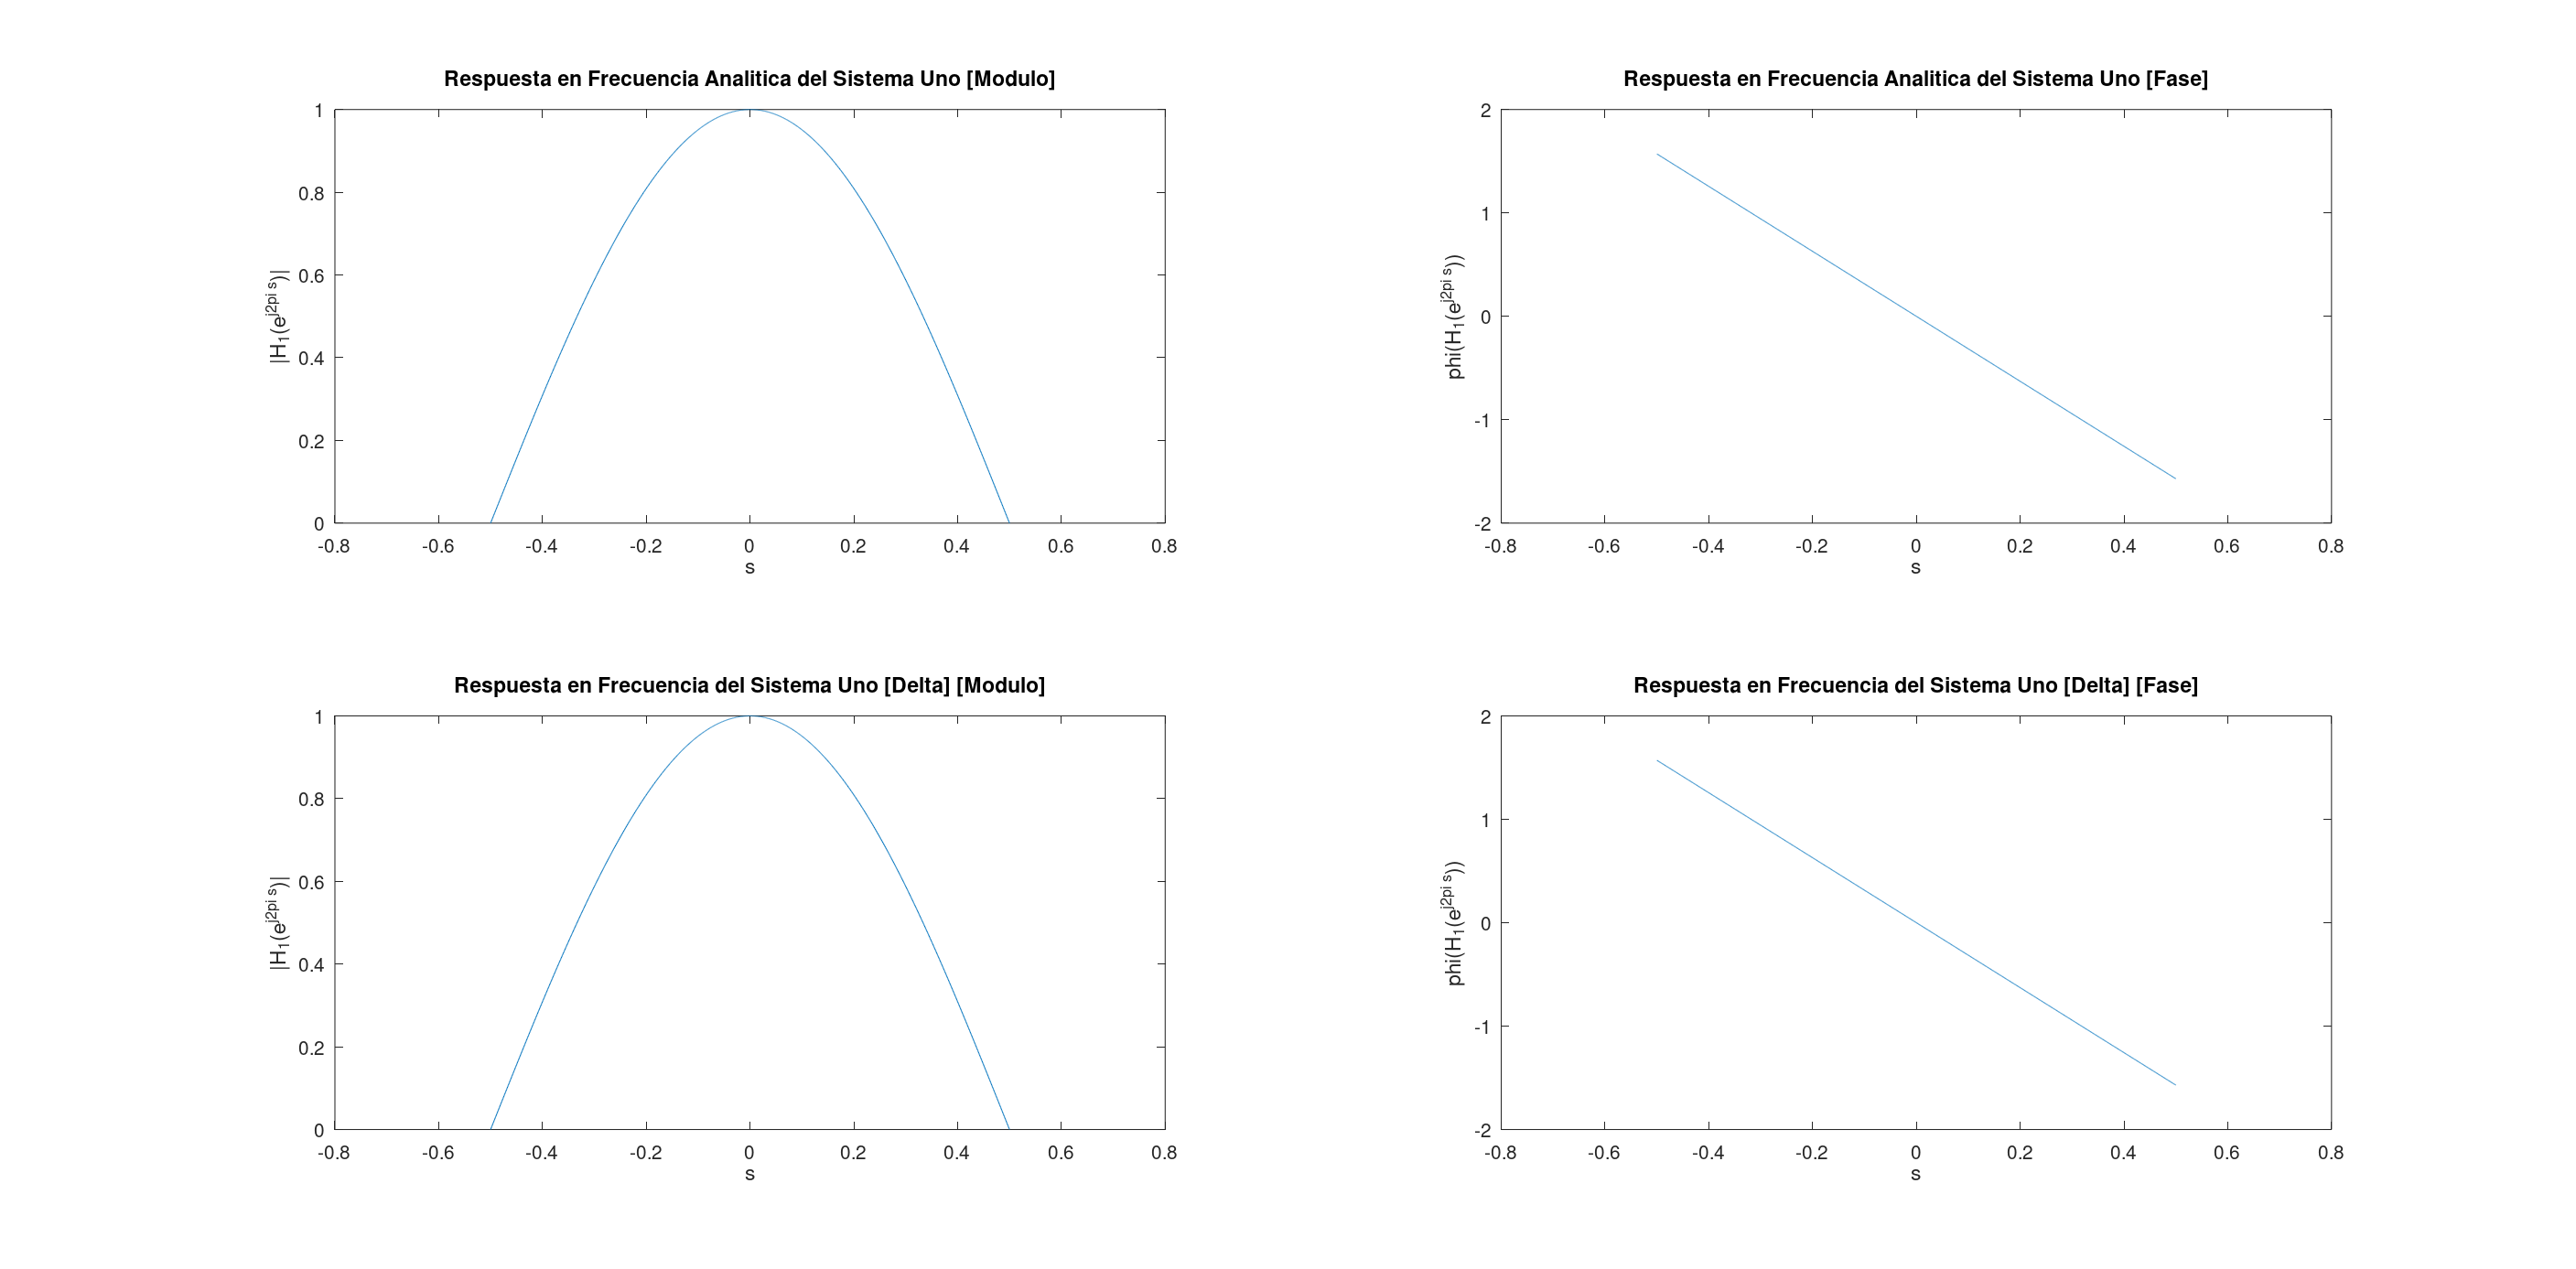 Respuesta en Frecuencia Analitica del Sistema Uno [Modulo]
|H1(e^j2pi s)|
1
0.8
0.6
0.4
0.2
0
-0.8 -0.6 -0.4 -0.2 0 0.2 0.4 0.6 0.8
s
Respuesta en Frecuencia Analitica del Sistema Uno [Fase]
phi(H1(e^j2pi s))
2
1
0
-1
-2
-0.8 -0.6 -0.4 -0.2 0 0.2 0.4 0.6 0.8
s
Respuesta en Frecuencia del Sistema Uno [Delta] [Modulo]
|H1(e^j2pi s)|
1
0.8
0.6
0.4
0.2
0
-0.8 -0.6 -0.4 -0.2 0 0.2 0.4 0.6 0.8
s
Respuesta en Frecuencia del Sistema Uno [Delta] [Fase]
phi(H1(e^j2pi s))
2
1
0
-1
-2
-0.8 -0.6 -0.4 -0.2 0 0.2 0.4 0.6 0.8
s